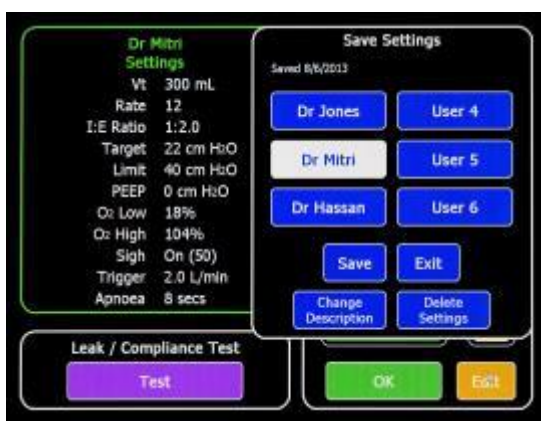 Dr Mitri
Settings
Vt 300 mL
Rate 12
I:E Ratio 1:2.0
Target 22 cm H2O
Limit 40 cm H2O
PEEP 0 cm H2O
O2 Low 18%
O2 High 104%
Sigh On (50)
Trigger 2.0 L/min
Apnoea 8 secs
Leak / Compliance Test
Test
Save Settings
Saved 8/6/2013
Dr Jones User 4
Dr Mitri User 5
Dr Hassan User 6
Save Exit
Change
Description
Delete
Settings
OK Exit